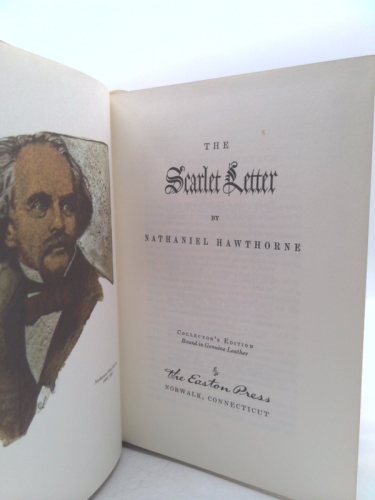 THE
Scarlet Letter
BY
NATHANIEL HAWTHORNE
COLLECTOR'S EDITION
Bound in Genuine Leather
The Easton Press
NORWALK, CONNECTICUT